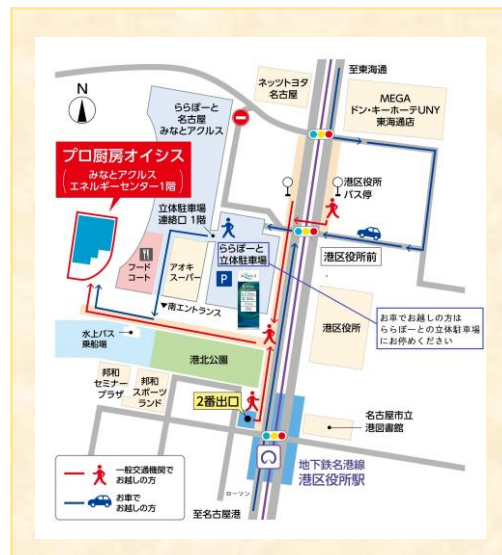 至東海通
ネッツトヨタ
名古屋
MEGA
ドン・キホーテUNY
東海通店
N
ららぽーと
名古屋
みなとアクルス
プロ厨房オイシス
みなとアクルス
エネルギーセンター1階
港区役所
バス停
立体駐車場
連絡口 1階
ららぽーと
立体駐車場
港区役所前
フード
コート
アオキ
スーパー
P
お車でお越しの方は
ららぽーとの立体駐車場
にお停めください
▼南エントランス
港区役所
水上バス
乗船場
港北公園
邦和
セミナー
プラザ
邦和
スポーツ
ランド
2番出口
名古屋市立
港図書館
地下鉄名港線
港区役所駅
一般交通機関で
お越しの方
お車で
お越しの方
ローソン
至名古屋港